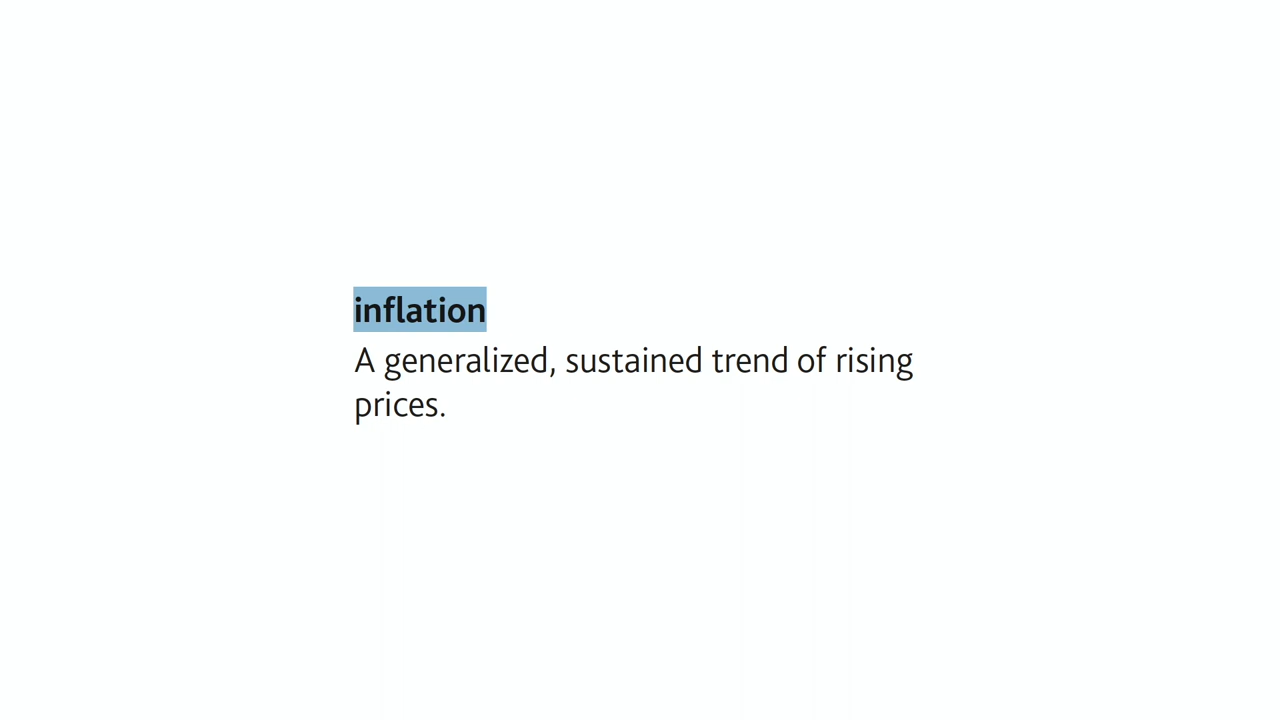 inflation
A generalized, sustained trend of rising
prices.